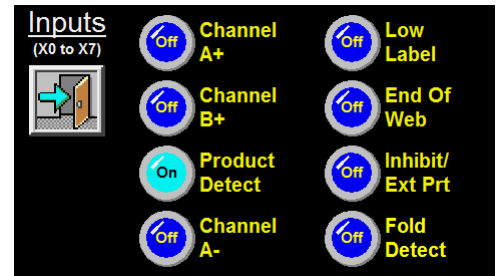 Inputs
(X0 to X7)
Off
Channel
A+
Off
Low
Label
Off
Channel
B+
Off
End Of
Web
On
Product
Detect
Off
Inhibit/
Ext Prt
Off
Channel
A-
Off
Fold
Detect